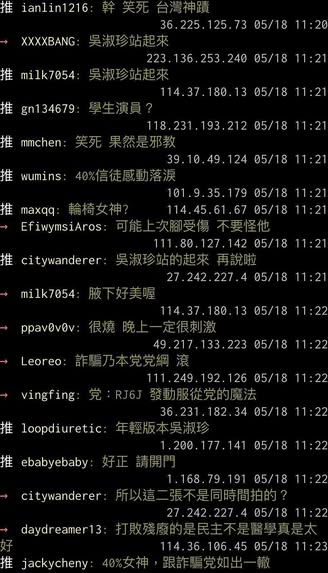 推 ianlin1216: 幹 笑死 台灣神蹟
36.225.125.73 05/18 11:20
→ XXXXBANG: 吳淑珍站起來
223.136.253.240 05/18 11:21
推 milk7054: 吳淑珍站起來
114.37.180.13 05/18 11:21
推 gn134679: 學生演員？
118.231.193.212 05/18 11:21
推 mmchen: 笑死 果然是邪教
39.10.49.124 05/18 11:21
推 wumins: 40%信徒感動落淚
101.9.35.179 05/18 11:21
推 maxqq: 輪椅女神? 114.45.61.67 05/18 11:21
→ EfiwymsiAros: 可能上次腳受傷 不要怪他
111.80.127.142 05/18 11:21
推 citywanderer: 吳淑珍站的起來 再說啦
27.242.227.4 05/18 11:21
→ milk7054: 腋下好美喔
114.37.180.13 05/18 11:22
→ ppav0v0v: 很燒 晚上一定很刺激
49.217.133.223 05/18 11:22
→ Leoreo: 詐騙乃本党党綱 滾
111.249.192.126 05/18 11:22
→ vingfing: 党：RJ6J 發動服從党的魔法
36.231.182.34 05/18 11:22
推 loopdiuretic: 年輕版本吳淑珍
1.200.177.141 05/18 11:22
推 ebabyebaby: 好正 請開門
1.168.79.191 05/18 11:22
→ citywanderer: 所以這二張不是同時間拍的？
27.242.227.4 05/18 11:22
→ daydreamer13: 打敗殘廢的是民主不是醫學真是太
好 114.36.106.45 05/18 11:23
推 jackycheny: 40%女神，跟詐騙党如出一轍